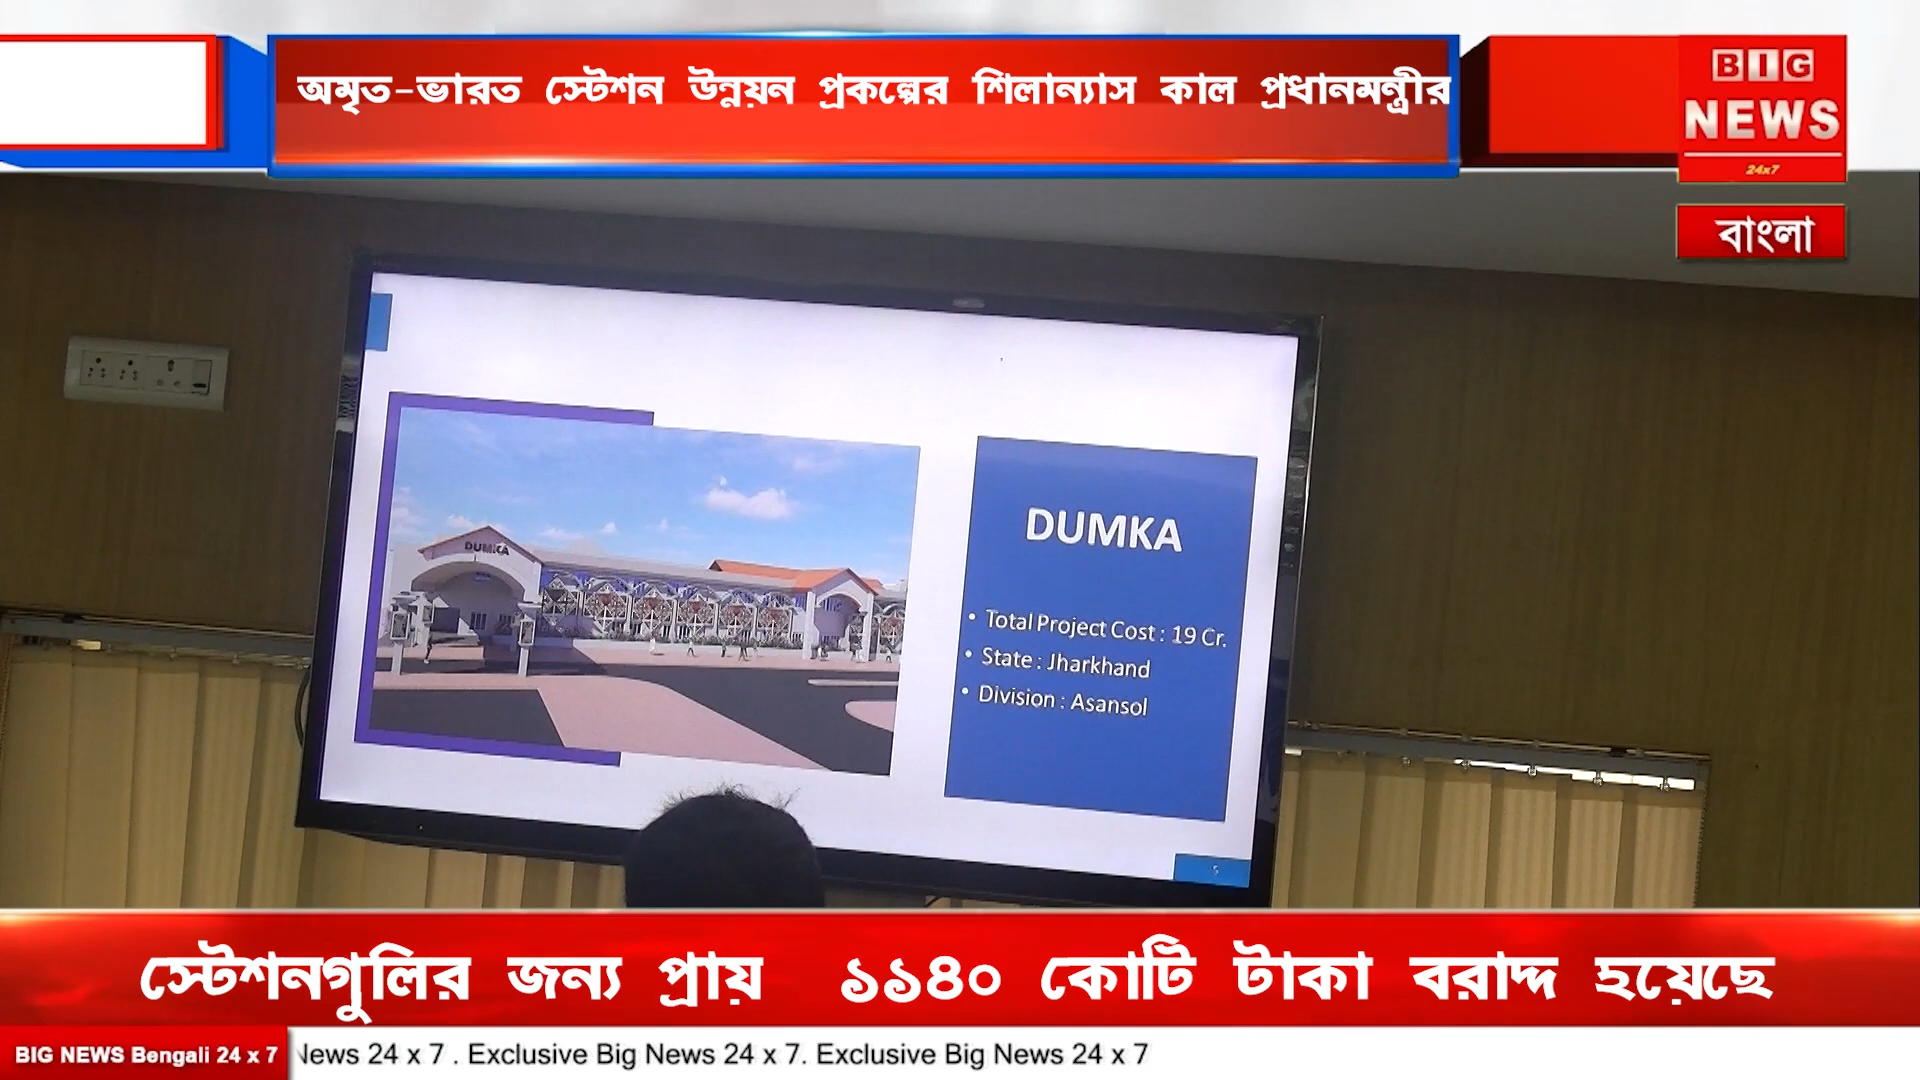 অমৃত-ভারত স্টেশন উন্নয়ন প্রকল্পের শিলান্যাস কাল প্রধানমন্ত্রীর
BIG
NEWS
24x7
বাংলা
DUMKA
DUMKA
• Total Project Cost : 19 Cr.
• State : Jharkhand
• Division : Asansol
5
স্টেশনগুলির জন্য প্রায় ১১৪০ কোটি টাকা বরাদ্দ হয়েছে
BIG NEWS Bengali 24 x 7
News 24 x 7 . Exclusive Big News 24 x 7. Exclusive Big News 24 x 7